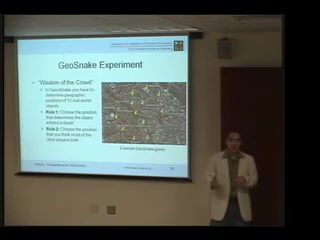 GeoSnake Experiment
"Wisdom of the Crowd"
In GeoSnake you have to
determine geographic
positions of 12 real-world
objects
Rule 1: Choose the position
that determines the object
without a doubt
Rule 2: Choose the position
that you think most of the
other players took
Example GeoSnake game